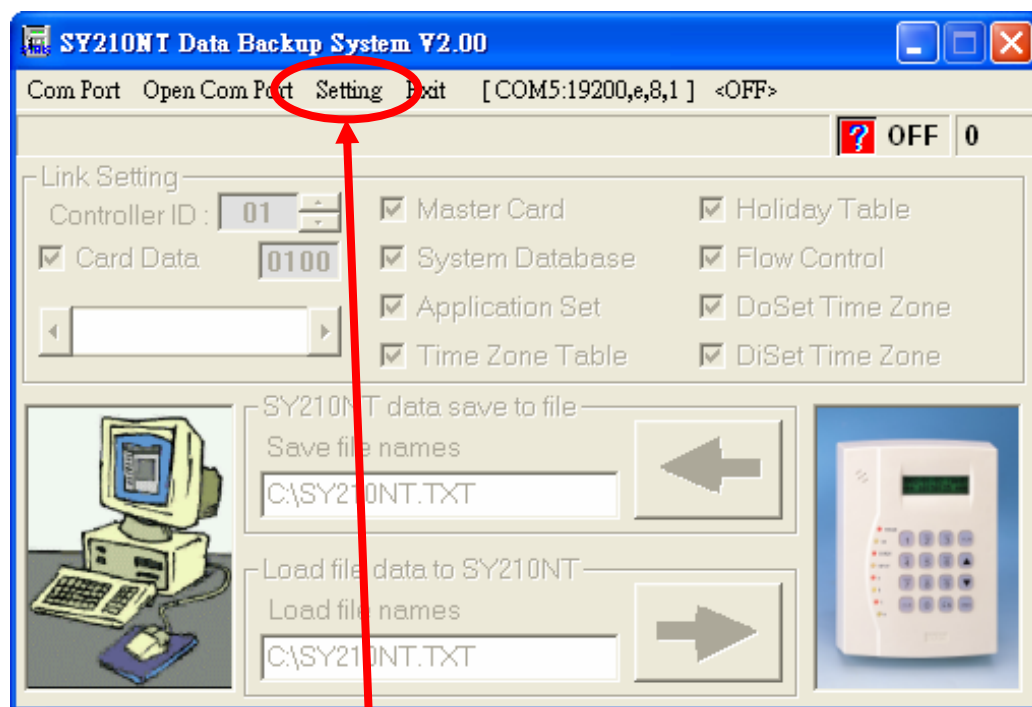 SY210NT Data Backup System V2.00
Com Port Open Com Port Setting Exit [ COM5:19200,e,8,1 ] <OFF>
? OFF 0
Link Setting
Controller ID : 01
Master Card
Holiday Table
Card Data 0100
System Database
Flow Control
Application Set
DoSet Time Zone
Time Zone Table
DiSet Time Zone
SY210NT data save to file
Save file names
C:\SY210NT.TXT
Load file data to SY210NT
Load file names
C:\SY210NT.TXT